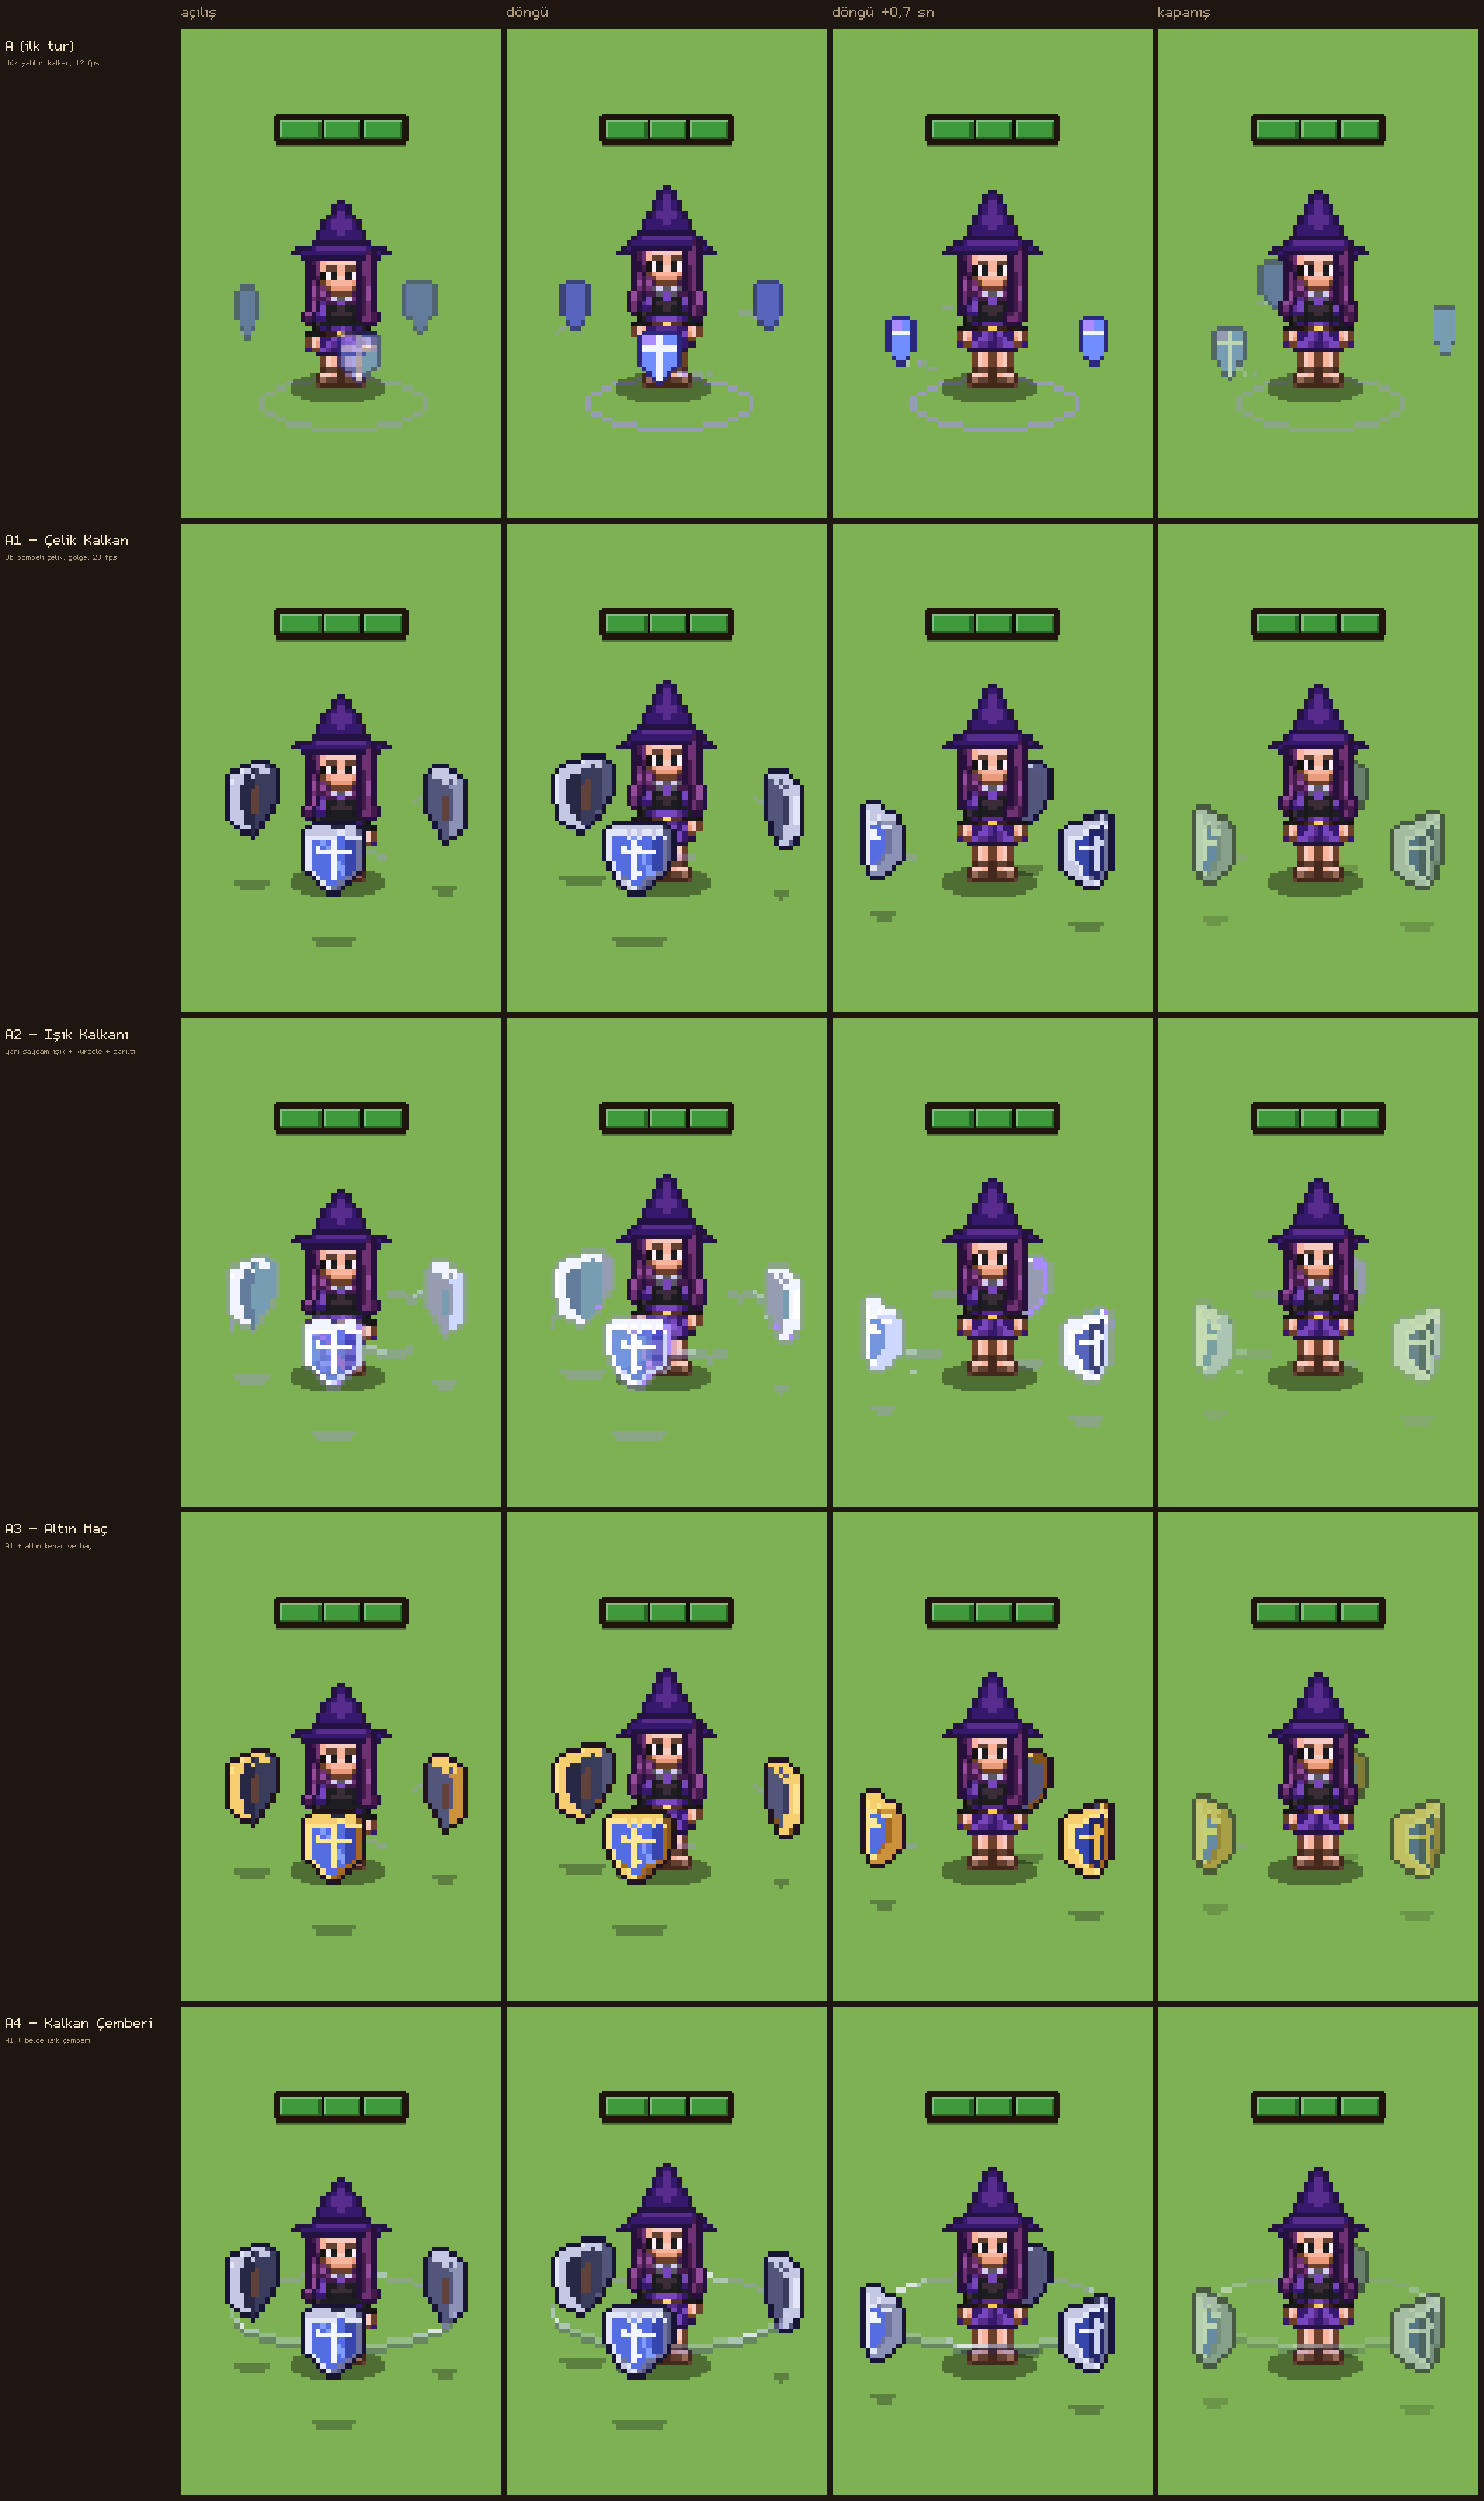 açılış
döngü
döngü +0,7 sn
kapanış
A (ilk tur)
düz şablon kalkan, 12 fps
A1 - Çelik Kalkan
3B bombeli çelik, gölge, 20 fps
A2 - Işık Kalkanı
yarı saydam ışık + kurdele + parıltı
A3 - Altın Haç
A1 + altın kenar ve haç
A4 - Kalkan Çemberi
A1 + belde ışık çemberi